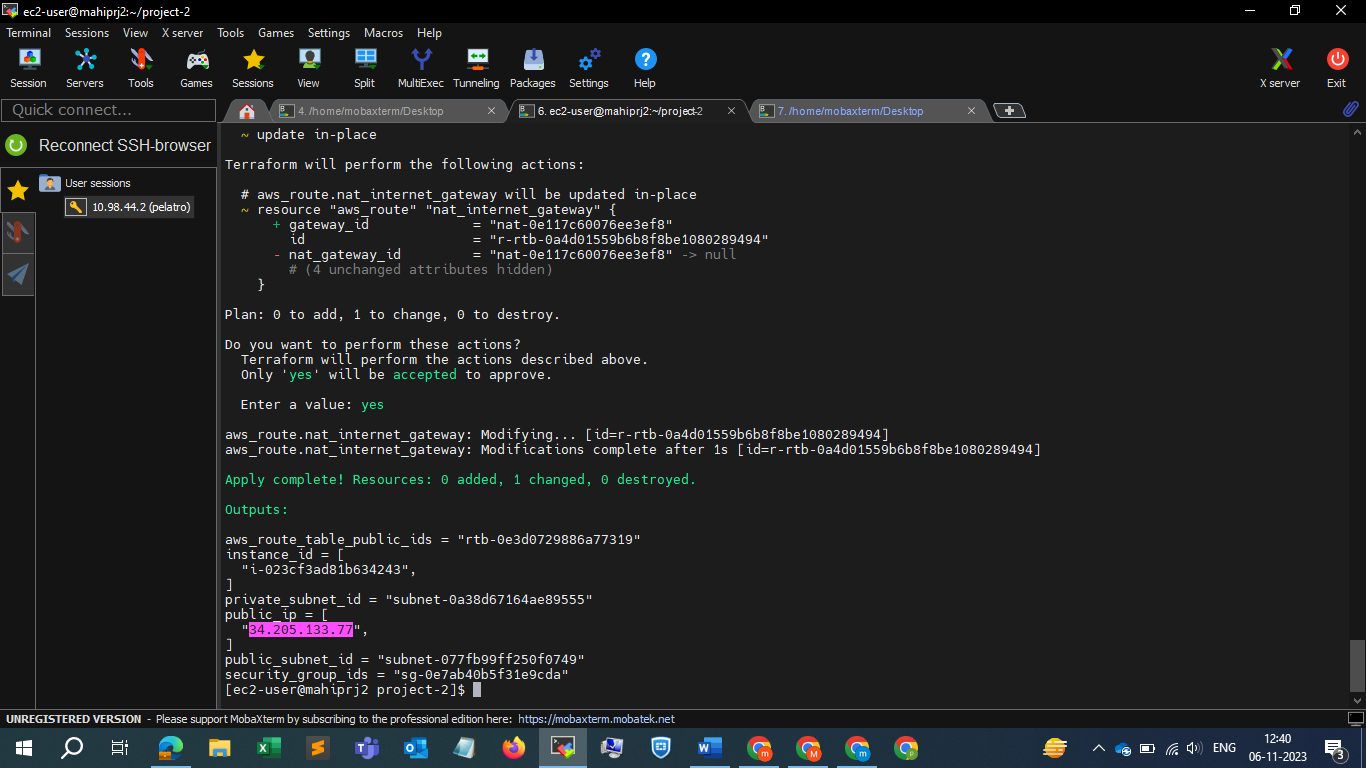 ec2-user@mahiprj2:~/project-2
Terminal Sessions View X server Tools Games Settings Macros Help
Session Servers Tools Games Sessions View Split MultiExec Tunneling Packages Settings Help X server Exit
Quick connect...
4. /home/mobaxterm/Desktop
6. ec2-user@mahiprj2:~/project-2
7. /home/mobaxterm/Desktop
Reconnect SSH-browser
User sessions
10.98.44.2 (pelatro)
~ update in-place
Terraform will perform the following actions:
# aws_route.nat_internet_gateway will be updated in-place
~ resource "aws_route" "nat_internet_gateway" {
+ gateway_id = "nat-0e117c60076ee3ef8"
id = "r-rtb-0a4d01559b6b8f8be1080289494"
- nat_gateway_id = "nat-0e117c60076ee3ef8" -> null
# (4 unchanged attributes hidden)
}
Plan: 0 to add, 1 to change, 0 to destroy.
Do you want to perform these actions?
Terraform will perform the actions described above.
Only 'yes' will be accepted to approve.
Enter a value: yes
aws_route.nat_internet_gateway: Modifying... [id=r-rtb-0a4d01559b6b8f8be1080289494]
aws_route.nat_internet_gateway: Modifications complete after 1s [id=r-rtb-0a4d01559b6b8f8be1080289494]
Apply complete! Resources: 0 added, 1 changed, 0 destroyed.
Outputs:
aws_route_table_public_ids = "rtb-0e3d0729886a77319"
instance_id = [
"i-023cf3ad81b634243",
]
private_subnet_id = "subnet-0a38d67164ae89555"
public_ip = [
"34.205.133.77",
]
public_subnet_id = "subnet-077fb99ff250f0749"
security_group_ids = "sg-0e7ab40b5f31e9cda"
[ec2-user@mahiprj2 project-2]$
UNREGISTERED VERSION - Please support MobaXterm by subscribing to the professional edition here: https://mobaxterm.mobatek.net
ENG
12:40
06-11-2023
3